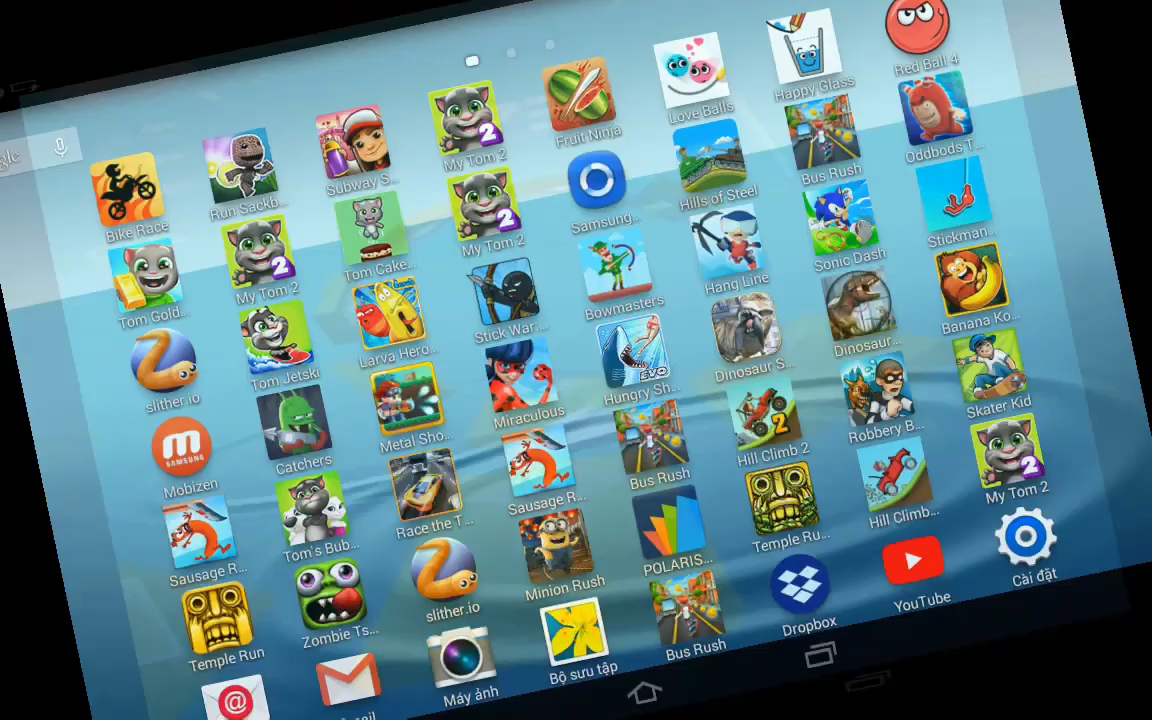 gle
Bike Race
Run Sackb...
Subway S...
My Tom 2
Fruit Ninja
Love Balls
Happy Glass
Red Ball 4
Tom Gold...
My Tom 2
Tom Cake...
My Tom 2
Samsung...
Hills of Steel
Bus Rush
Oddbods T...
slither.io
Tom Jetski
Larva Hero...
Stick War...
Bowmasters
Hang Line
Sonic Dash
Stickman...
SAMSUNG
Mobizen
Catchers
Metal Sho...
Miraculous
EVO
Hungry Sh...
Dinosaur S...
Dinosaur...
Banana Ko...
Sausage R...
Tom's Bub...
Race the T...
Sausage R...
Bus Rush
Hill Climb 2
Robbery B...
Skater Kid
Temple Run
Zombie Ts...
slither.io
Minion Rush
POLARIS...
Temple Ru...
Hill Climb...
My Tom 2
Máy ảnh
Bộ sưu tập
Bus Rush
Dropbox
YouTube
Cài đặt